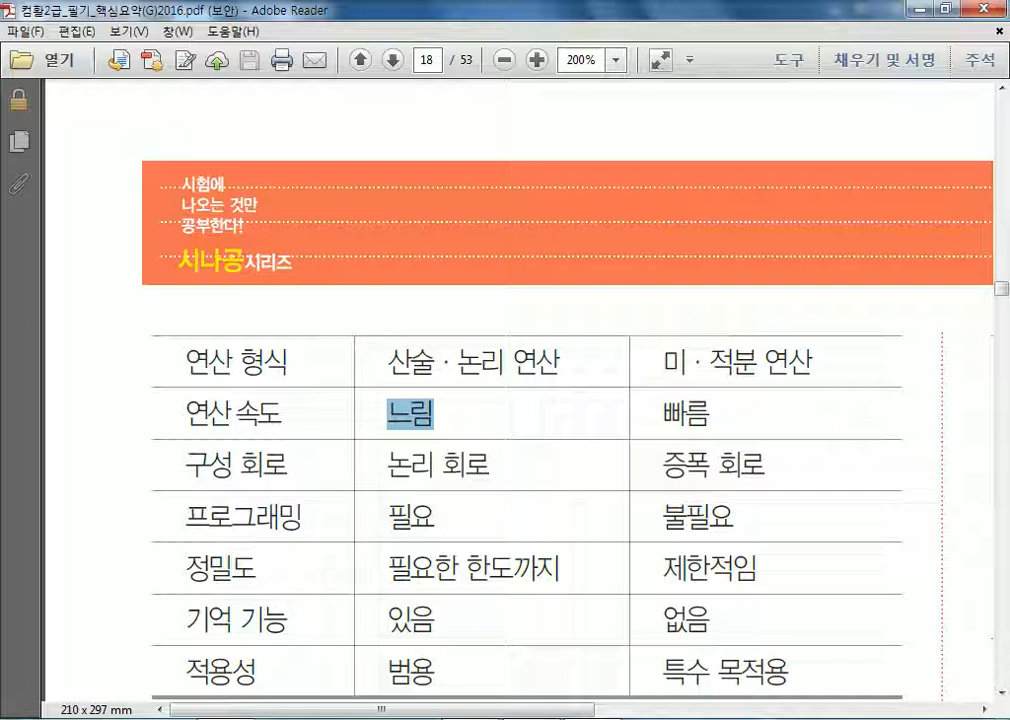 컴활2급_필기_핵심요약(G)2016.pdf (보안) - Adobe Reader
파일(F) 편집(E) 보기(V) 창(W) 도움말(H)
열기 18 / 53 200% 도구 채우기 및 서명 주석
시험에
나오는 것만
공부한다!
시나공시리즈
연산 형식 산술 · 논리 연산 미 · 적분 연산
연산 속도 느림 빠름
구성 회로 논리 회로 증폭 회로
프로그래밍 필요 불필요
정밀도 필요한 한도까지 제한적임
기억 기능 있음 없음
적용성 범용 특수 목적용
210 x 297 mm